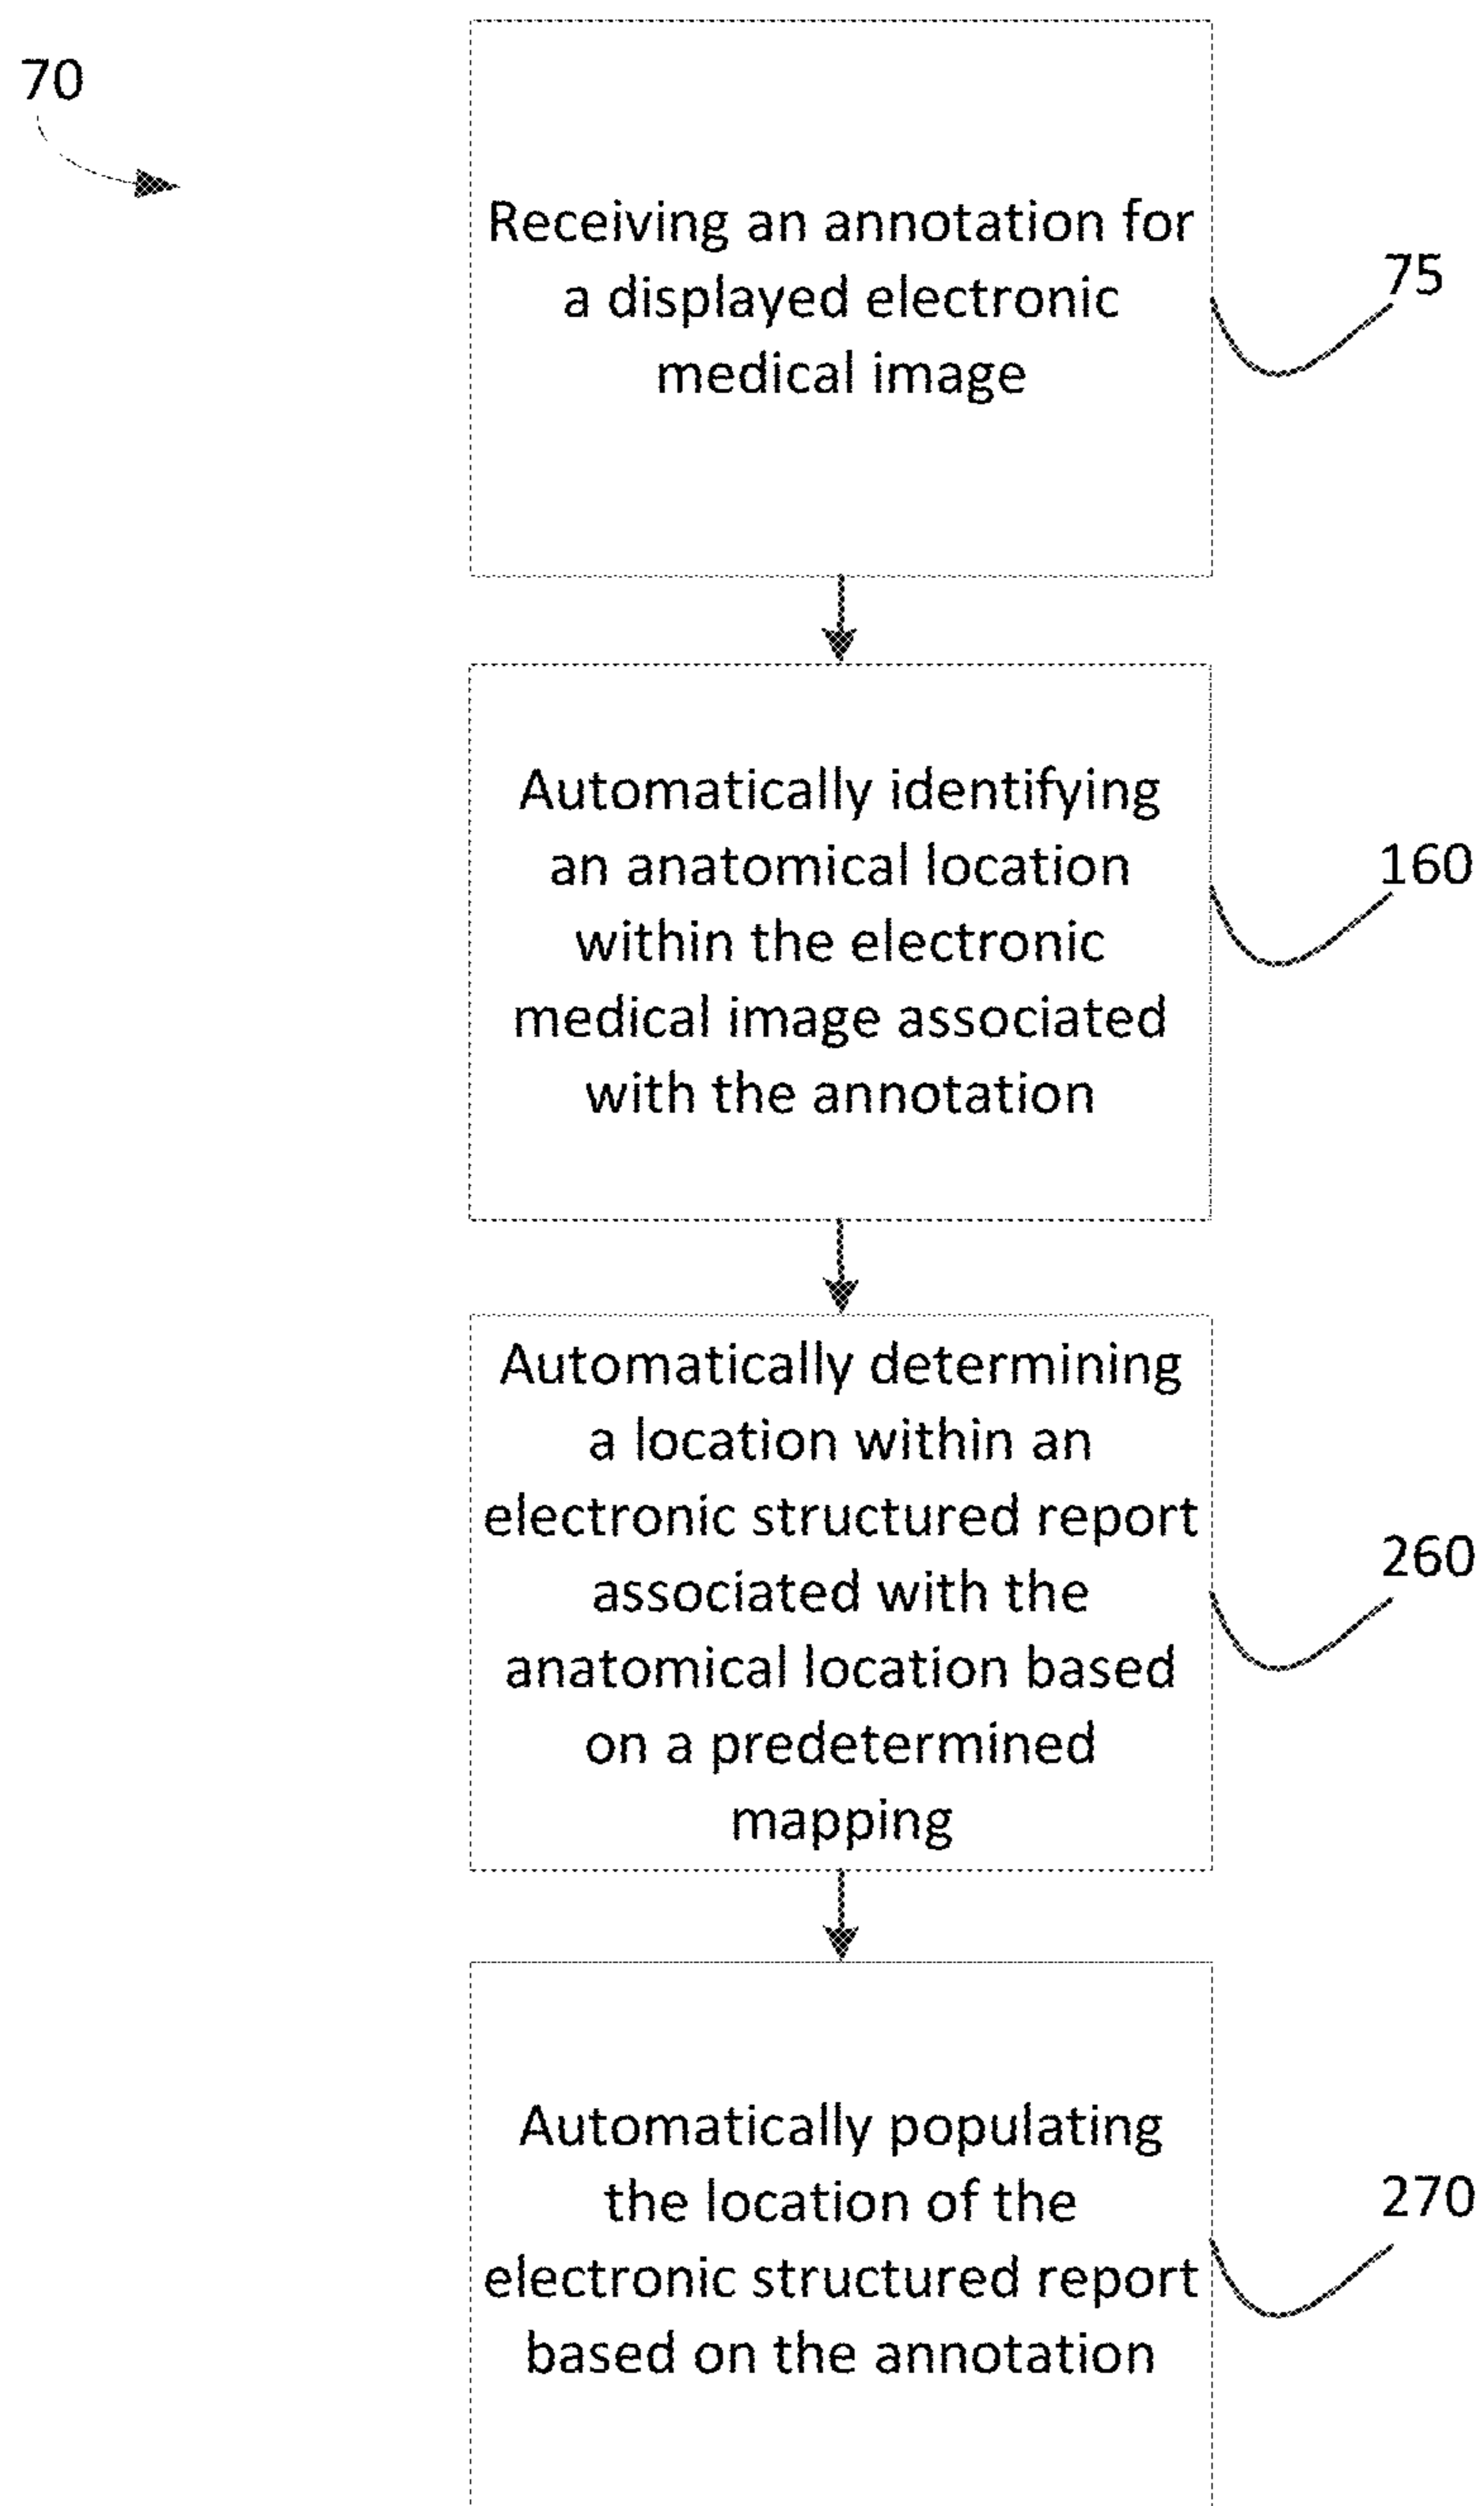 70
Receiving an annotation for
a displayed electronic
medical image
75
Automatically identifying
an anatomical location
within the electronic
medical image associated
with the annotation
160
Automatically determining
a location within an
electronic structured report
associated with the
anatomical location based
on a predetermined
mapping
260
Automatically populating
the location of the
electronic structured report
based on the annotation
270